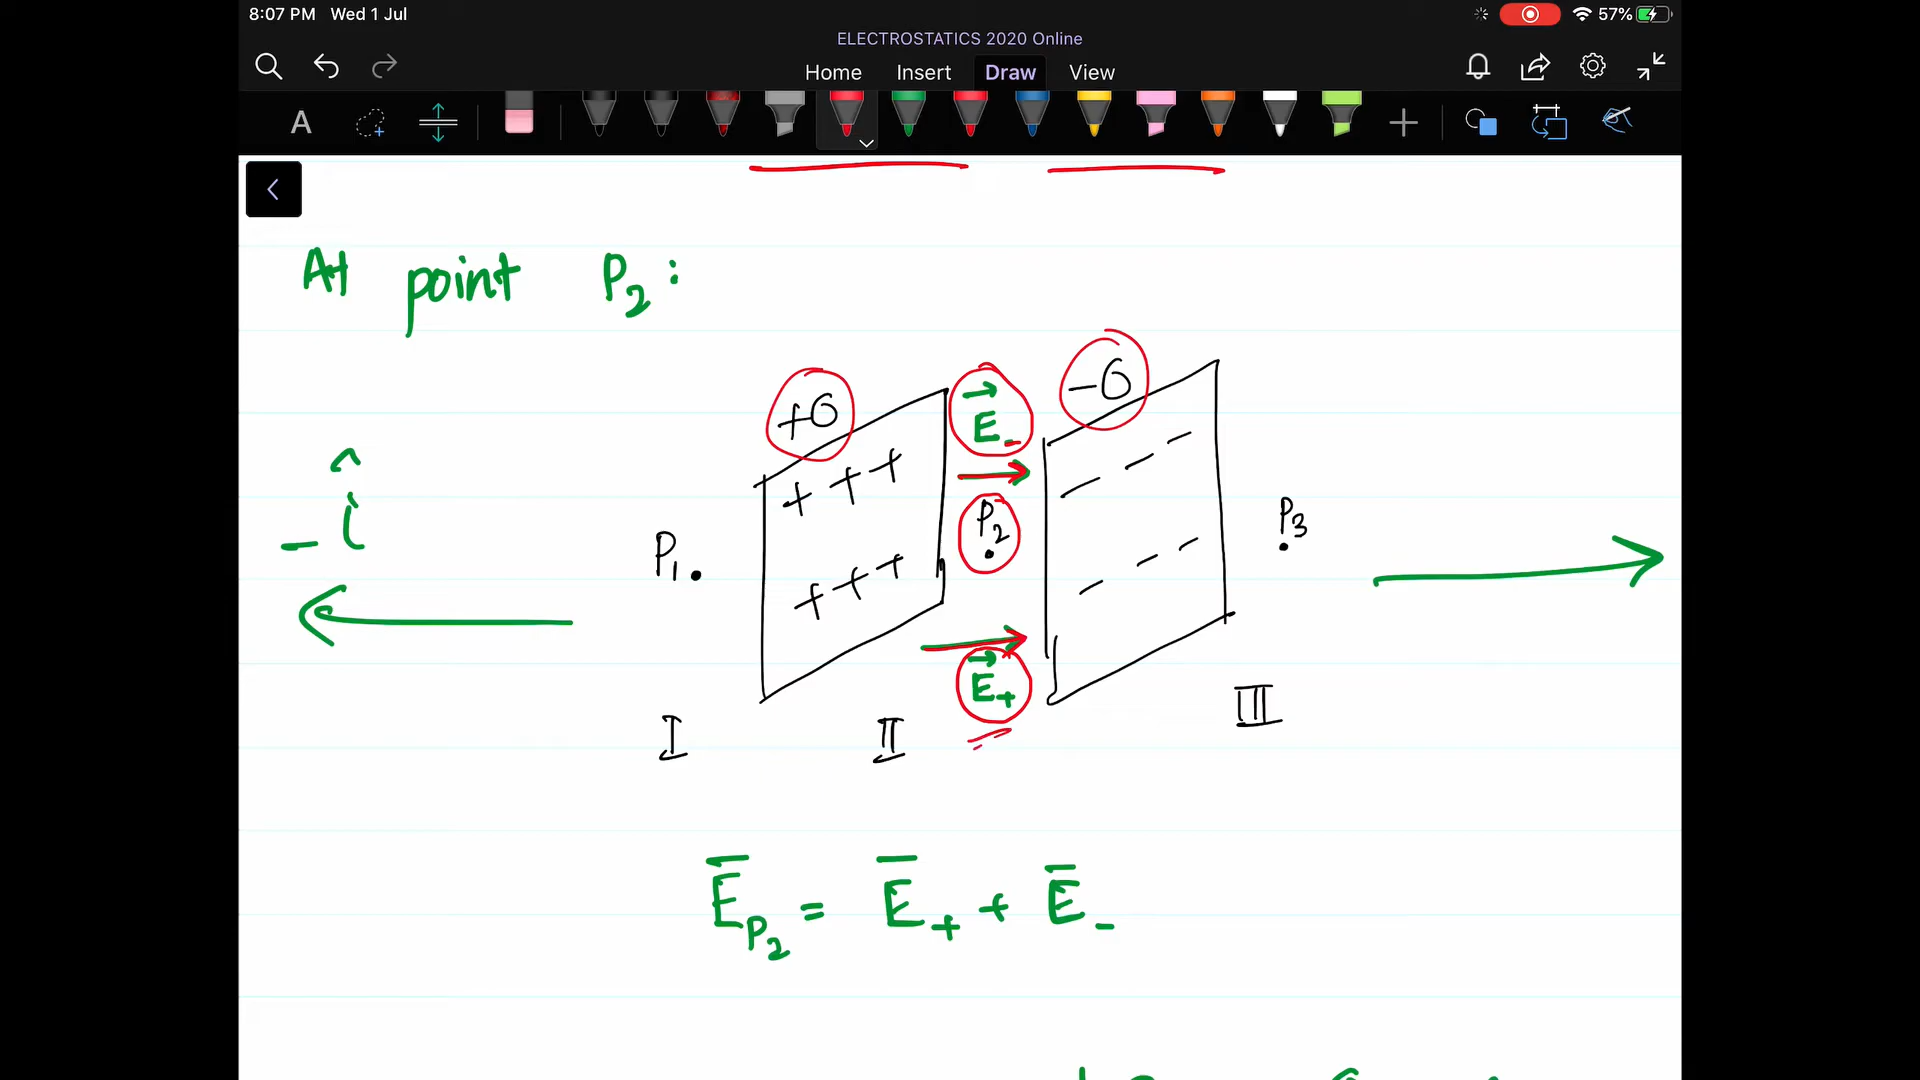 8:07 PM Wed 1 Jul 57%
ELECTROSTATICS 2020 Online
Home Insert Draw View
A
At point P₂ :
+σ E⃗₋ -σ
+ + +
- î
P₁ P₂ P₃
+ + +
E⃗₊
I II III
E̅P₂ = E̅₊ + E̅₋